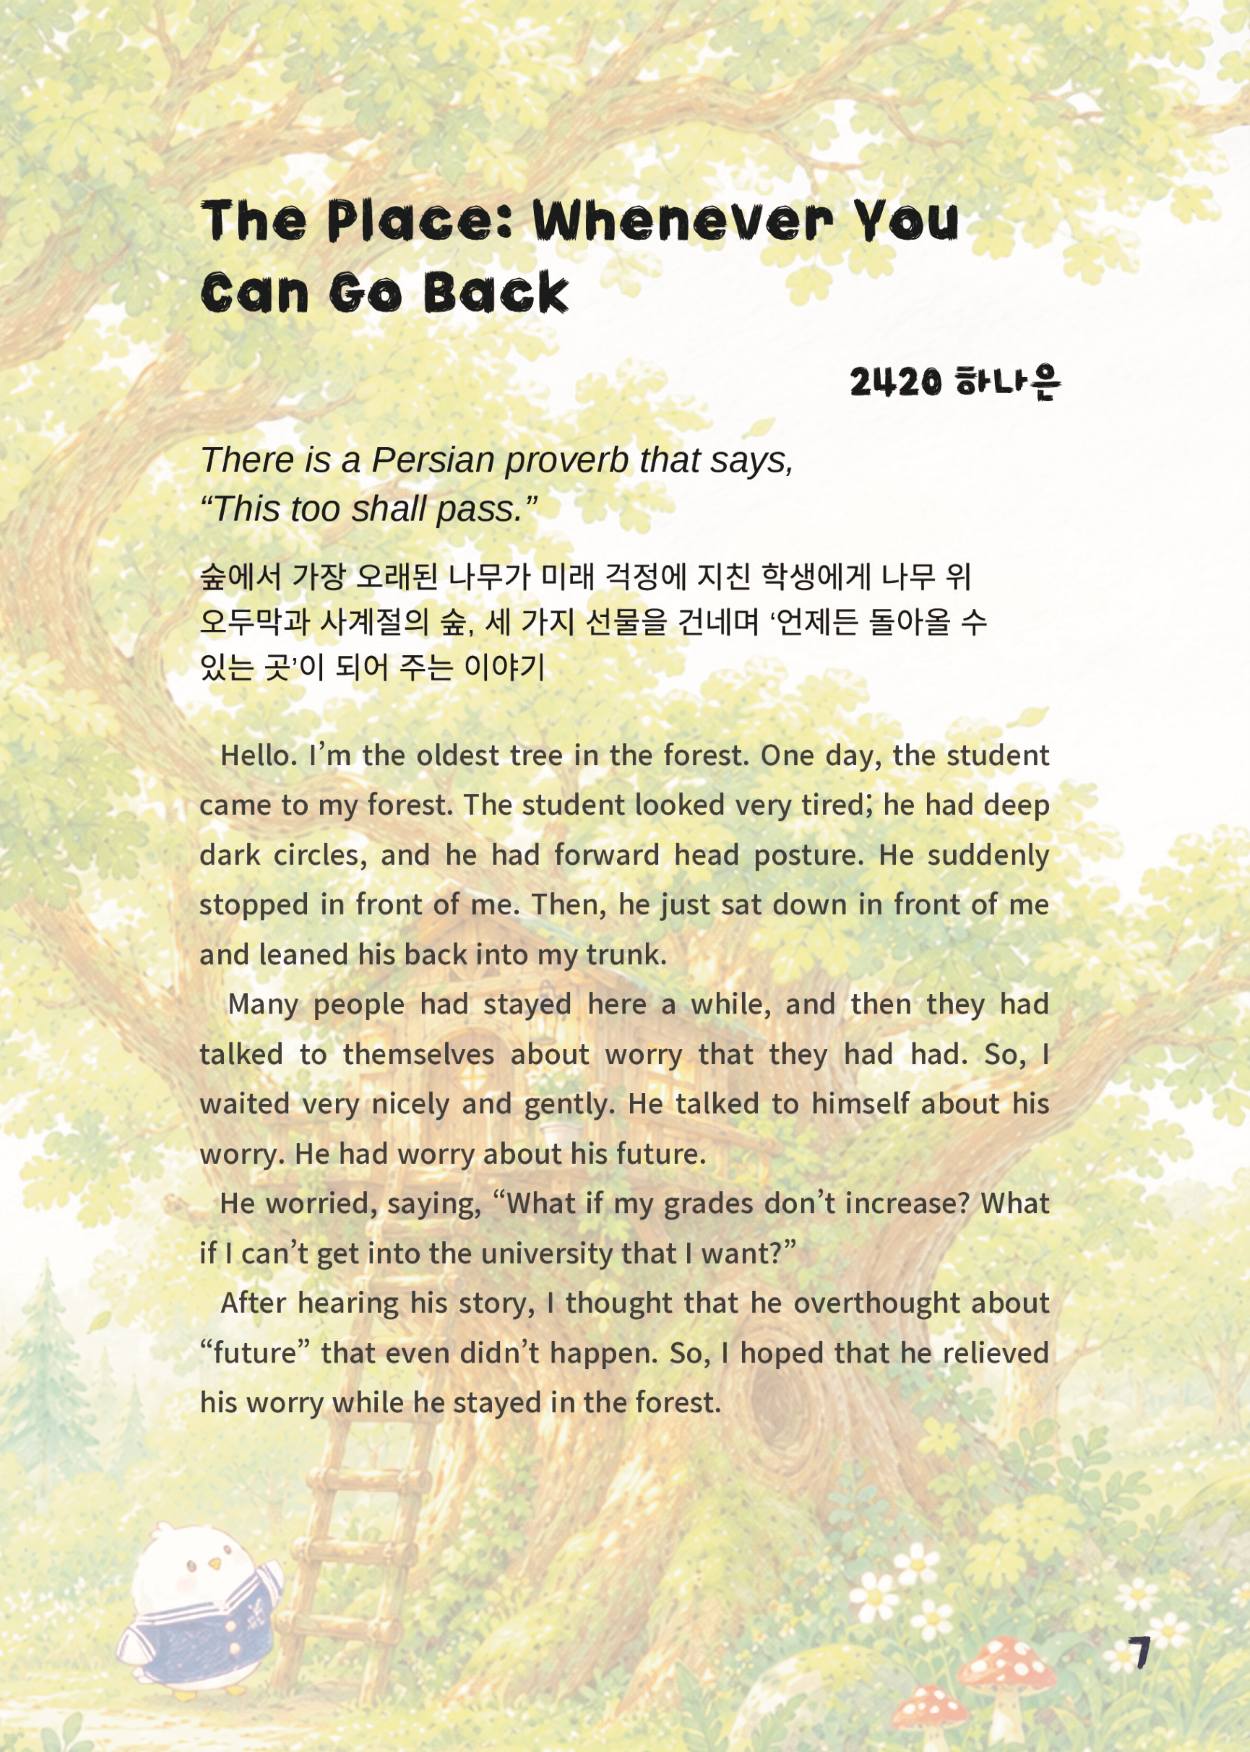 The Place: Whenever You
Can Go Back
2420 하나은
There is a Persian proverb that says,
“This too shall pass.”
숲에서 가장 오래된 나무가 미래 걱정에 지친 학생에게 나무 위
오두막과 사계절의 숲, 세 가지 선물을 건네며 ‘언제든 돌아올 수
있는 곳’이 되어 주는 이야기
Hello. I’m the oldest tree in the forest. One day, the student
came to my forest. The student looked very tired; he had deep
dark circles, and he had forward head posture. He suddenly
stopped in front of me. Then, he just sat down in front of me
and leaned his back into my trunk.
Many people had stayed here a while, and then they had
talked to themselves about worry that they had had. So, I
waited very nicely and gently. He talked to himself about his
worry. He had worry about his future.
He worried, saying, “What if my grades don’t increase? What
if I can’t get into the university that I want?”
After hearing his story, I thought that he overthought about
“future” that even didn’t happen. So, I hoped that he relieved
his worry while he stayed in the forest.
7